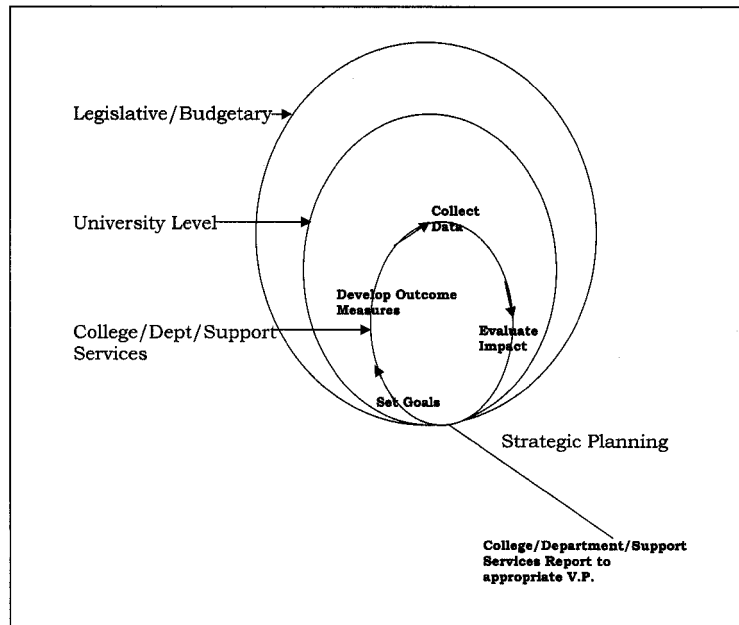 Legislative/Budgetary
University Level
Collect
Data
Develop Outcome
Measures
College/Dept/Support
Services
Evaluate
Impact
Set Goals
Strategic Planning
College/Department/Support
Services Report to
appropriate V.P.